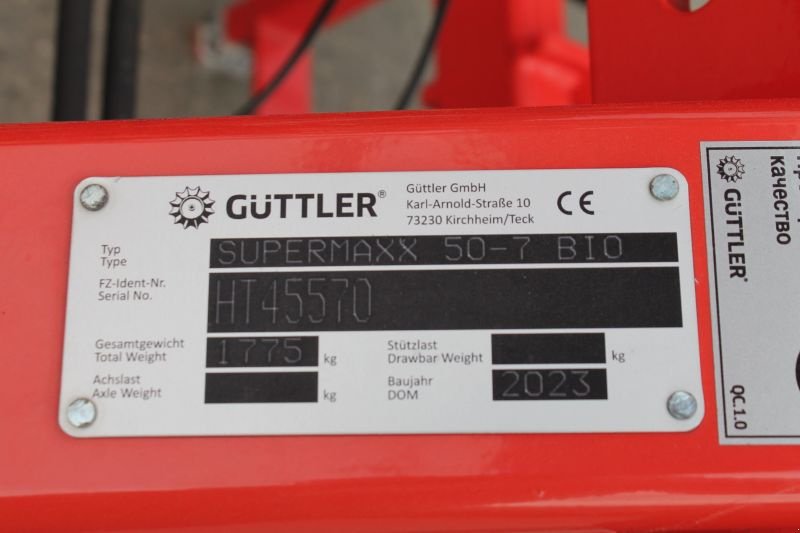 GÜTTLER®
Güttler GmbH
Karl-Arnold-Straße 10
73230 Kirchheim/Teck
CE
Typ
Type
SUPERMAXX 50-7 BIO
FZ-Ident-Nr.
Serial No.
HT45570
Gesamtgewicht
Total Weight
1775 kg
Stützlast
Drawbar Weight
kg
Achslast
Axle Weight
kg
Baujahr
DOM
2023
качество
GÜTTLER®
QC.1.0